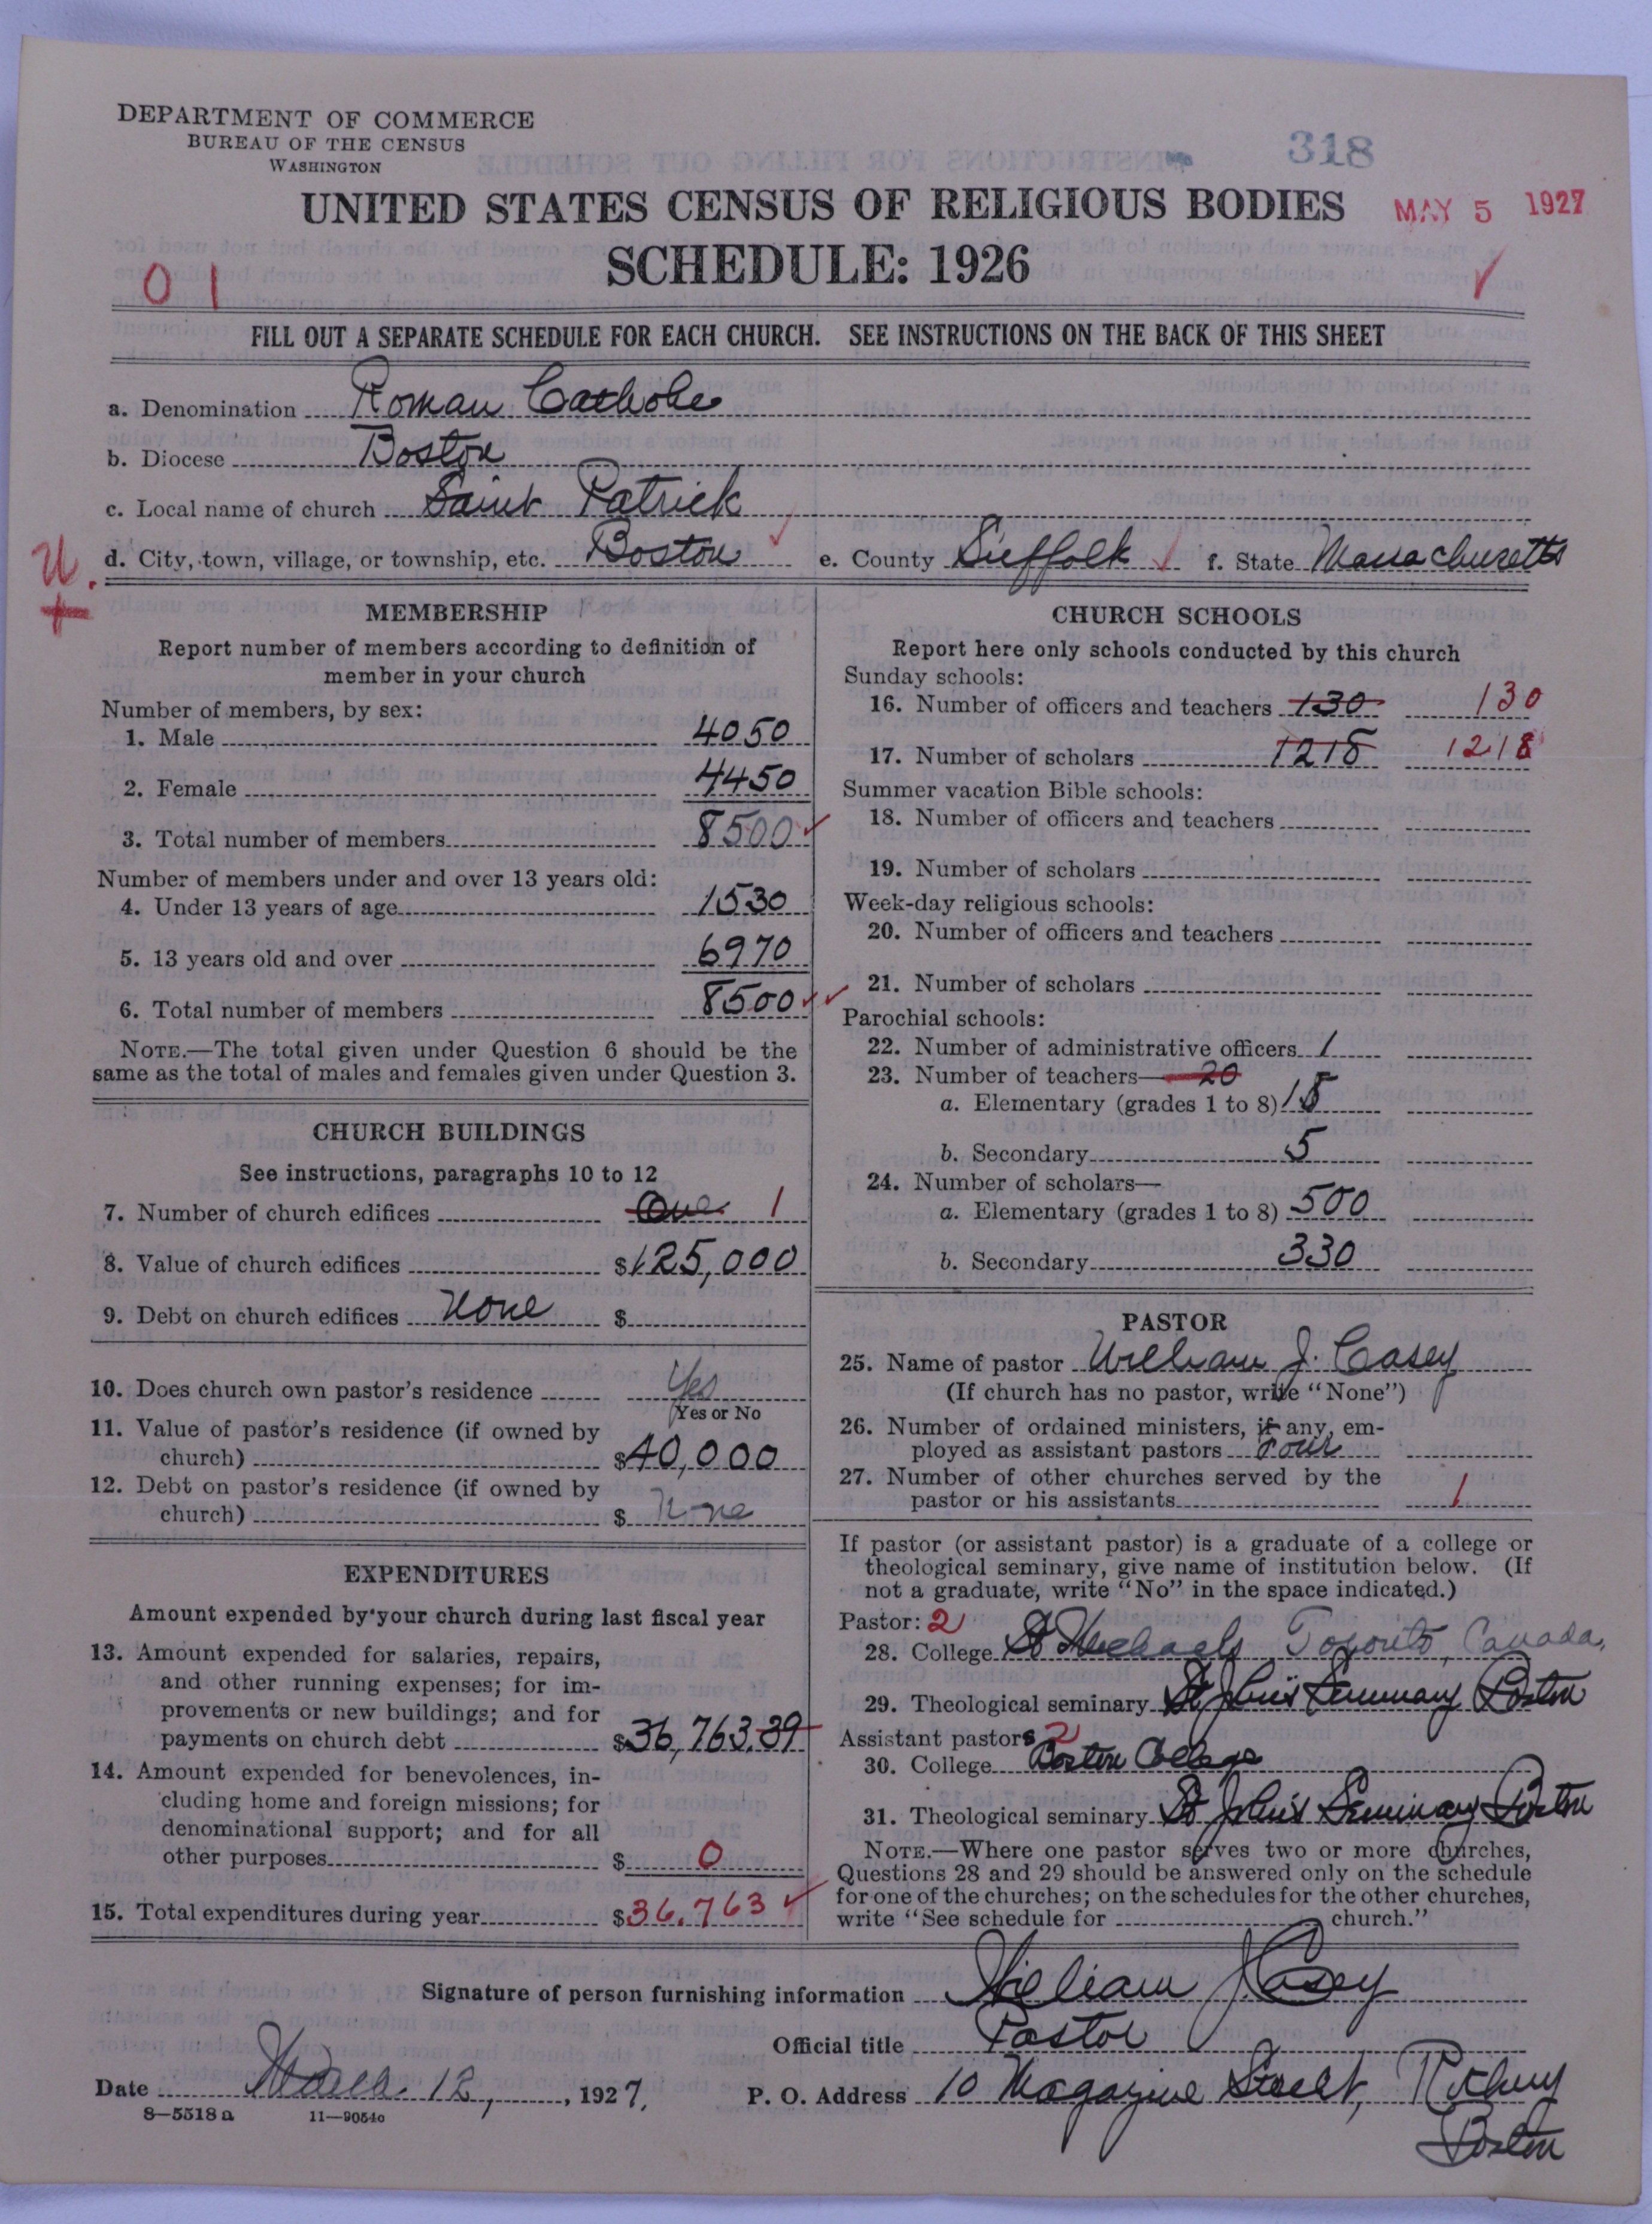 DEPARTMENT OF COMMERCE
BUREAU OF THE CENSUS
WASHINGTON
318
UNITED STATES CENSUS OF RELIGIOUS BODIES
MAY 5 1927
SCHEDULE: 1926
01
FILL OUT A SEPARATE SCHEDULE FOR EACH CHURCH. SEE INSTRUCTIONS ON THE BACK OF THIS SHEET
a. Denomination Roman Catholic
b. Diocese Boston
c. Local name of church Saint Patrick
d. City, town, village, or township, etc. Boston e. County Suffolk f. State Massachusetts
U.
+
MEMBERSHIP
Report number of members according to definition of
member in your church
Number of members, by sex:
1. Male 4050
2. Female 4450
3. Total number of members 8500
Number of members under and over 13 years old:
4. Under 13 years of age 1530
5. 13 years old and over 6970
6. Total number of members 8500
NOTE.—The total given under Question 6 should be the
same as the total of males and females given under Question 3.
CHURCH BUILDINGS
See instructions, paragraphs 10 to 12
7. Number of church edifices One 1
8. Value of church edifices $125,000
9. Debt on church edifices None $
10. Does church own pastor's residence Yes
Yes or No
11. Value of pastor's residence (if owned by
church) $40,000
12. Debt on pastor's residence (if owned by
church) $ None
EXPENDITURES
Amount expended by your church during last fiscal year
13. Amount expended for salaries, repairs,
and other running expenses; for im-
provements or new buildings; and for
payments on church debt $36,763.39
14. Amount expended for benevolences, in-
cluding home and foreign missions; for
denominational support; and for all
other purposes $ 0
15. Total expenditures during year $36,763
CHURCH SCHOOLS
Report here only schools conducted by this church
Sunday schools:
16. Number of officers and teachers 130 130
17. Number of scholars 1218 1218
Summer vacation Bible schools:
18. Number of officers and teachers
19. Number of scholars
Week-day religious schools:
20. Number of officers and teachers
21. Number of scholars
Parochial schools:
22. Number of administrative officers 1
23. Number of teachers— 20
a. Elementary (grades 1 to 8) 15
b. Secondary 5
24. Number of scholars—
a. Elementary (grades 1 to 8) 500
b. Secondary 330
PASTOR
25. Name of pastor William J. Casey
(If church has no pastor, write "None")
26. Number of ordained ministers, if any, em-
ployed as assistant pastors Four
27. Number of other churches served by the
pastor or his assistants 1
If pastor (or assistant pastor) is a graduate of a college or
theological seminary, give name of institution below. (If
not a graduate, write "No" in the space indicated.)
Pastor: 2
28. College St Michaels Toronto, Canada,
29. Theological seminary St John's Seminary Boston
Assistant pastors 2
30. College Boston College
31. Theological seminary St John's Seminary Boston
NOTE.—Where one pastor serves two or more churches,
Questions 28 and 29 should be answered only on the schedule
for one of the churches; on the schedules for the other churches,
write "See schedule for church."
Signature of person furnishing information William J Casey
Official title Pastor
Date March 12, 1927. P. O. Address 10 Magazine Street, Roxbury
Boston
8—5518a 11—9054o